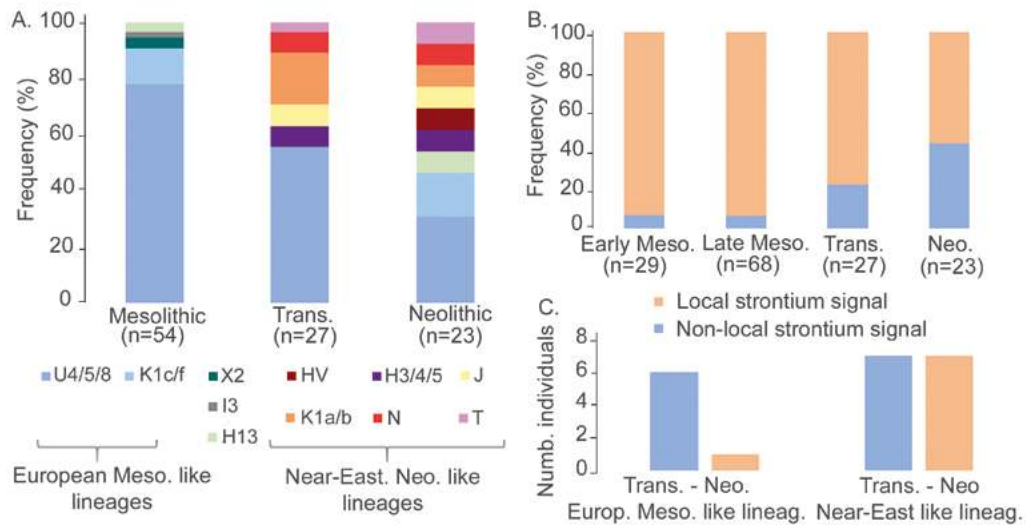 A.
Frequency (%)
100
80
60
40
20
0
Mesolithic
(n=54)
Trans.
(n=27)
Neolithic
(n=23)
U4/5/8
K1c/f
X2
I3
H13
HV
K1a/b
H3/4/5
N
J
T
European Meso. like
lineages
Near-East. Neo. like
lineages
B.
Frequency (%)
100
80
60
40
20
0
Early Meso.
(n=29)
Late Meso.
(n=68)
Trans.
(n=27)
Neo.
(n=23)
Local strontium signal
Non-local strontium signal
C.
Numb. individuals
8
6
4
2
0
Trans. - Neo.
Europ. Meso. like lineag.
Trans. - Neo
Near-East like lineag.